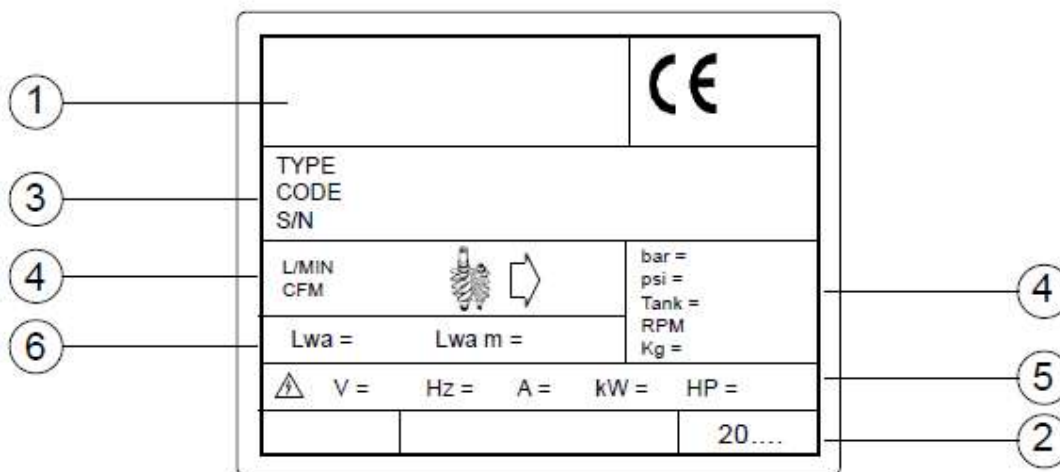 1
CE
3
TYPE
CODE
S/N
4
L/MIN
CFM
bar =
psi =
Tank =
RPM
Kg =
4
6
Lwa = Lwa m =
V = Hz = A = kW = HP =
5
20....
2